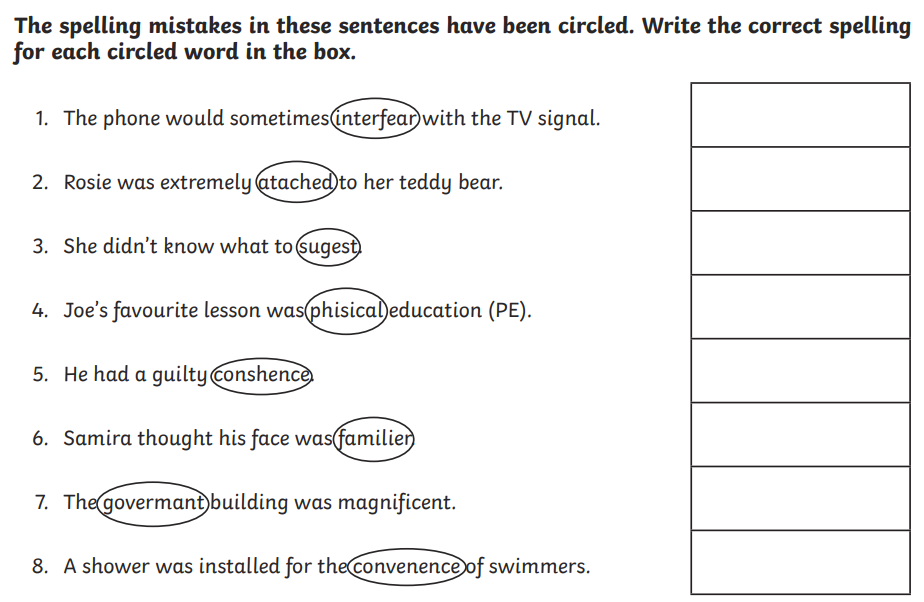 The spelling mistakes in these sentences have been circled. Write the correct spelling
for each circled word in the box.
1. The phone would sometimes interfear with the TV signal.
2. Rosie was extremely atached to her teddy bear.
3. She didn’t know what to sugest.
4. Joe’s favourite lesson was phisical education (PE).
5. He had a guilty conshence.
6. Samira thought his face was familier.
7. The govermant building was magnificent.
8. A shower was installed for the convenence of swimmers.